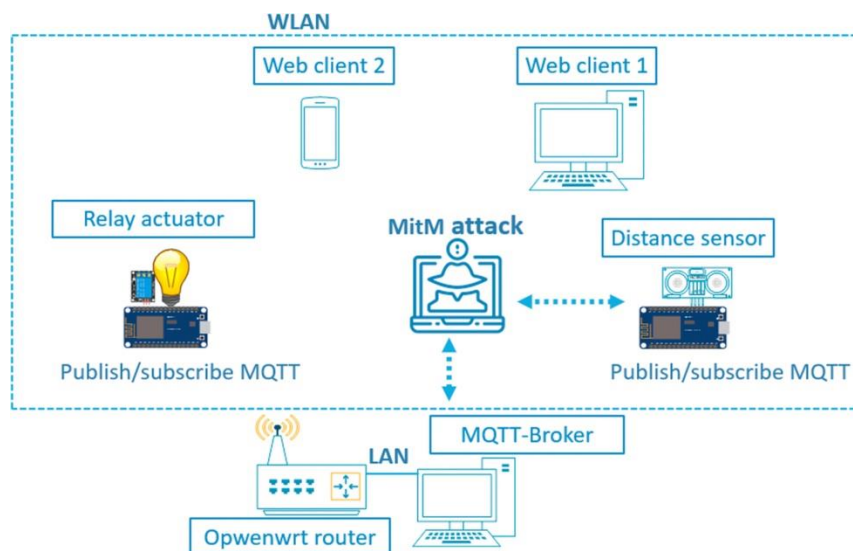 WLAN
Web client 2
Web client 1
Relay actuator
MitM attack
Distance sensor
Publish/subscribe MQTT
Publish/subscribe MQTT
MQTT-Broker
LAN
Opwenwrt router